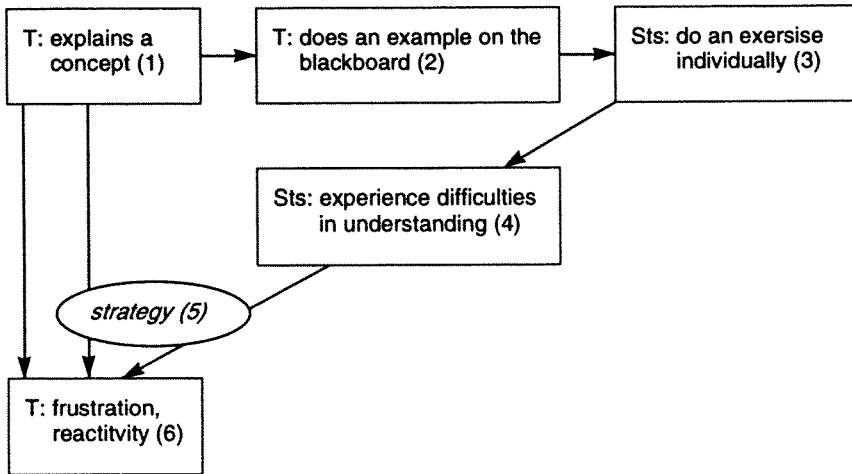 T: explains a
concept (1)
T: does an example on the
blackboard (2)
Sts: do an exersise
individually (3)
Sts: experience difficulties
in understanding (4)
strategy (5)
T: frustration,
reactitvity (6)